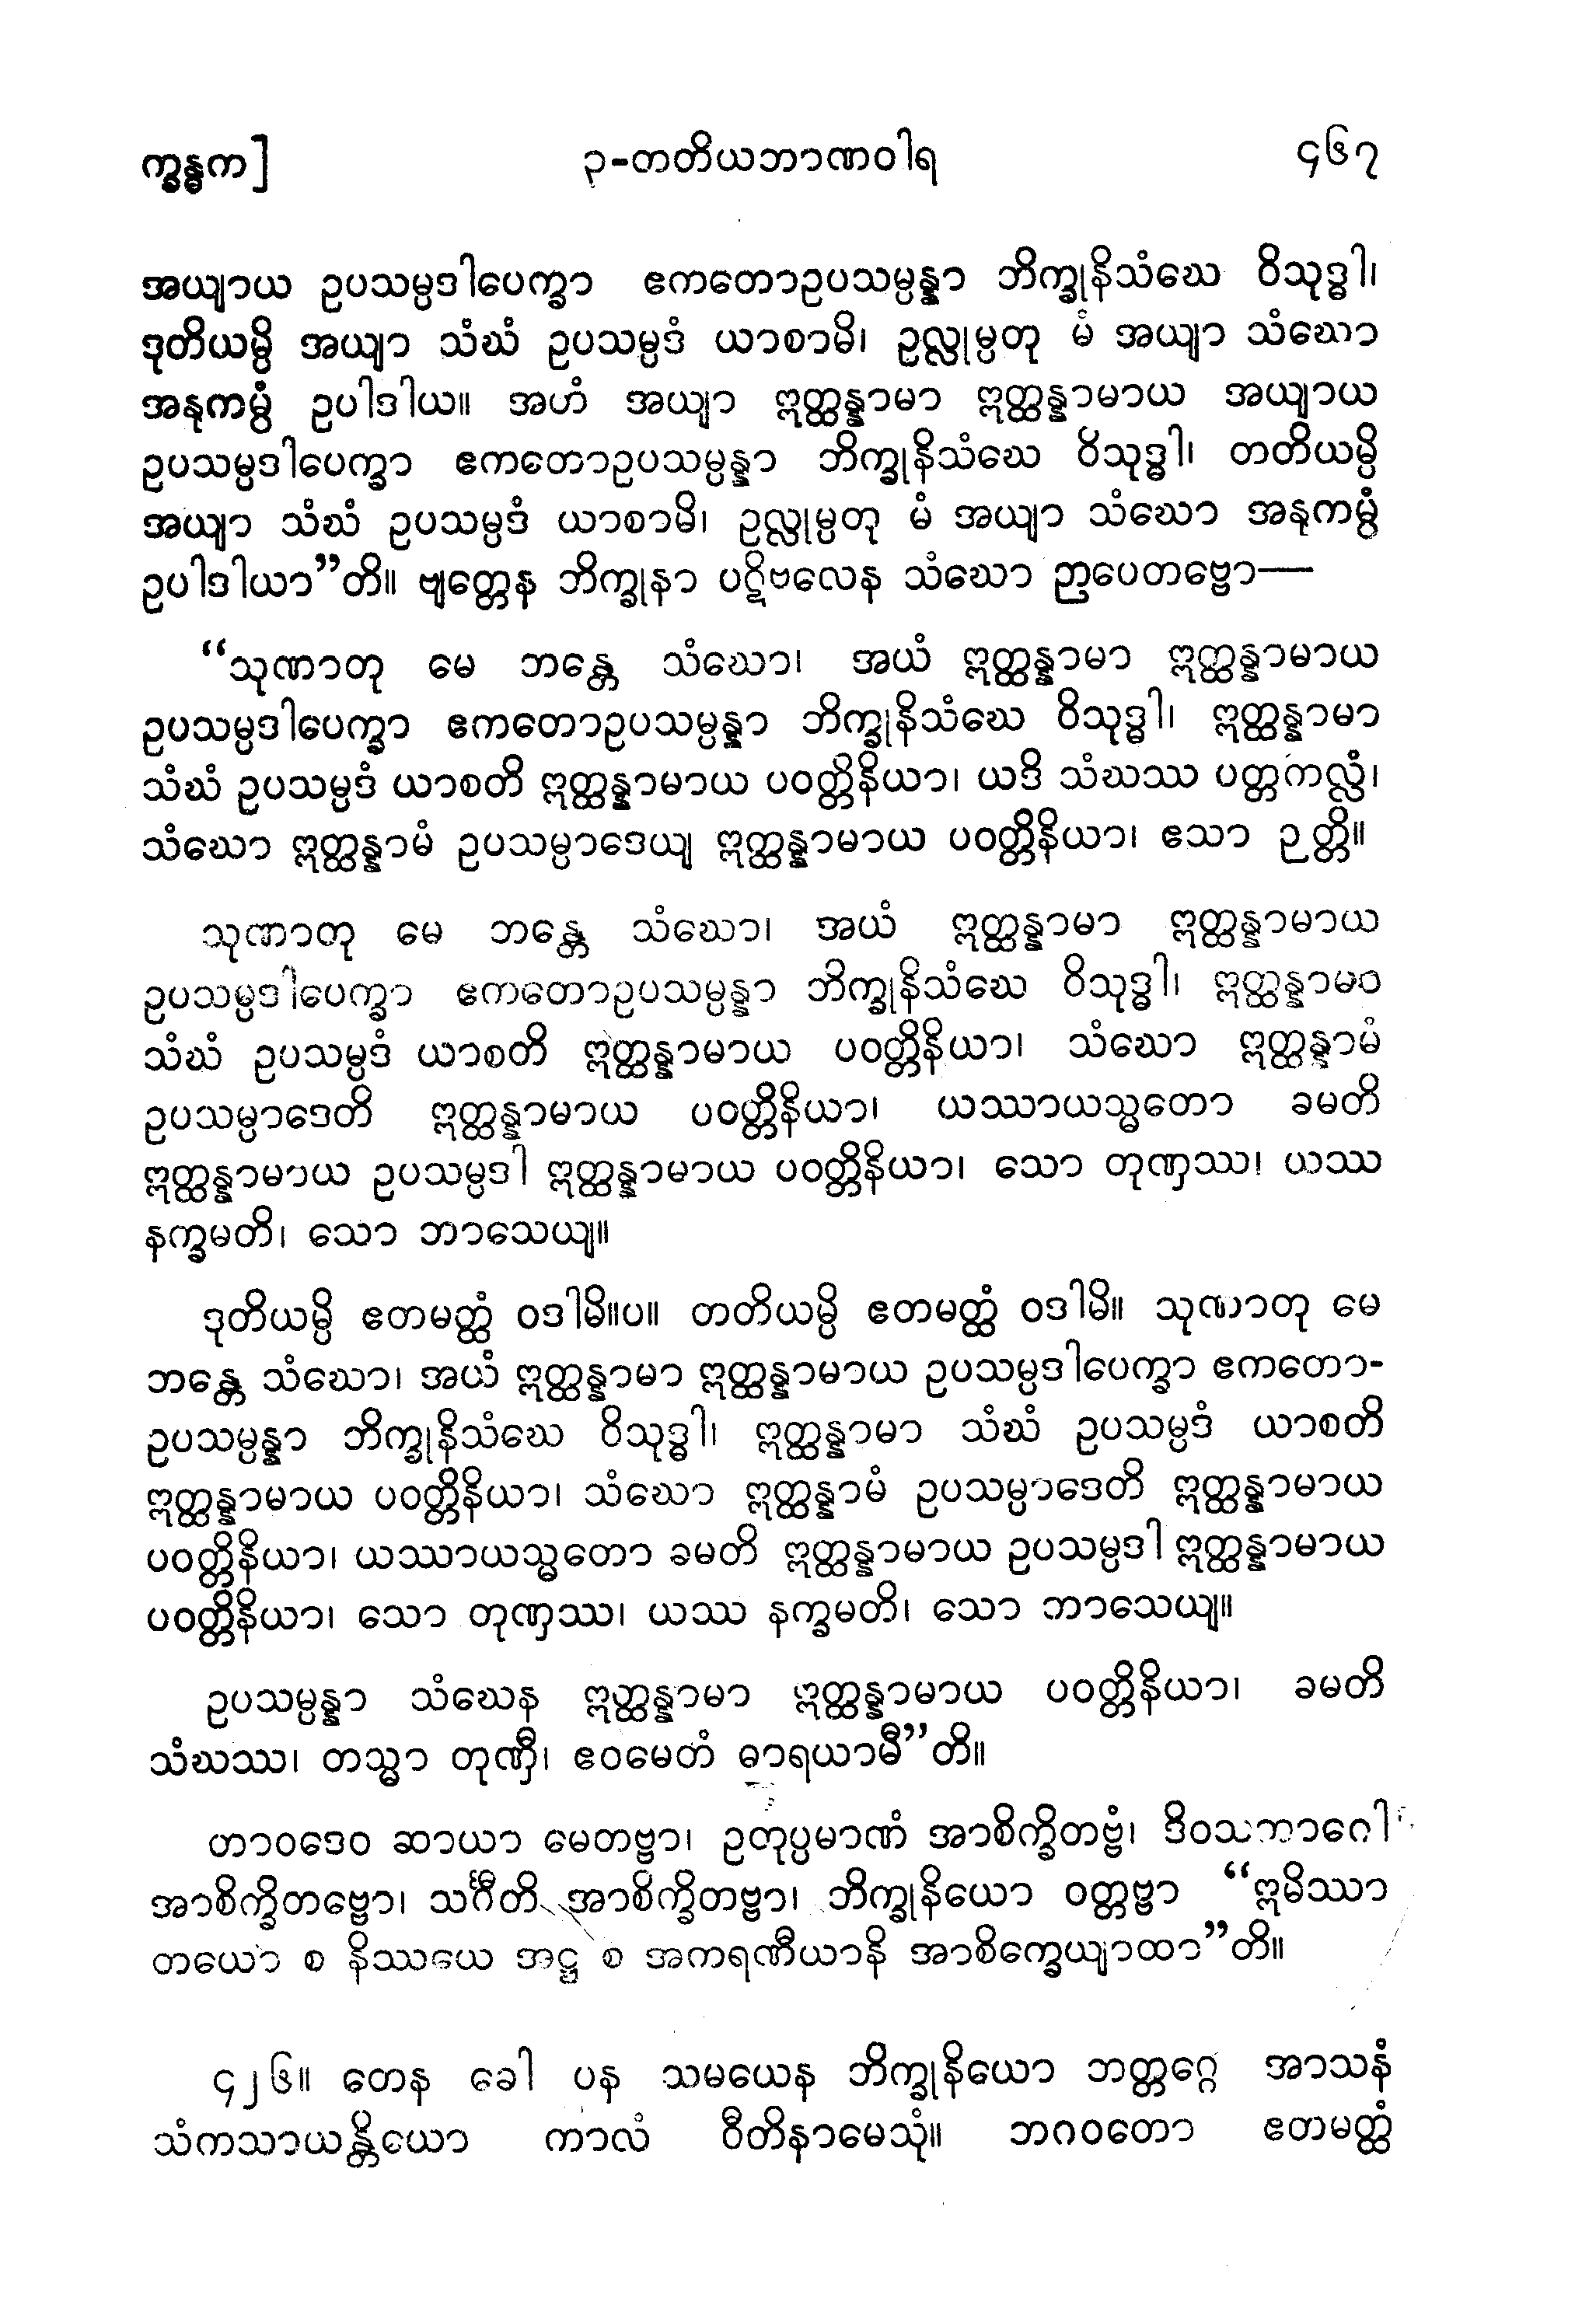 က္ခန္ဓက]
၃-တတိယဘာဏဝါရ
၄၆၇
အယျာယ ဥပသမ္ပဒါပေက္ခာ ဧကတောဥပသမ္ပန္နာ ဘိက္ခုနိသံဃေ ဝိသုဒ္ဓါ၊
ဒုတိယမ္ပိ အယျာ သံဃံ ဥပသမ္ပဒံ ယာစာမိ၊ ဥလ္လုမ္ပတု မံ အယျာ သံဃော
အနုကမ္ပံ ဥပါဒါယ။ အဟံ အယျာ ဣတ္ထန္နာမာ ဣတ္ထန္နာမာယ အယျာယ
ဥပသမ္ပဒါပေက္ခာ ဧကတောဥပသမ္ပန္နာ ဘိက္ခုနိသံဃေ ဝိသုဒ္ဓါ၊ တတိယမ္ပိ
အယျာ သံဃံ ဥပသမ္ပဒံ ယာစာမိ၊ ဥလ္လုမ္ပတု မံ အယျာ သံဃော အနုကမ္ပံ
ဥပါဒါယာ”တိ။ ဗျတ္တေန ဘိက္ခုနာ ပဋိဗလေန သံဃော ဉာပေတဗ္ဗော—
“သုဏာတု မေ ဘန္တေ သံဃော၊ အယံ ဣတ္ထန္နာမာ ဣတ္ထန္နာမာယ
ဥပသမ္ပဒါပေက္ခာ ဧကတောဥပသမ္ပန္နာ ဘိက္ခုနိသံဃေ ဝိသုဒ္ဓါ၊ ဣတ္ထန္နာမာ
သံဃံ ဥပသမ္ပဒံ ယာစတိ ဣတ္ထန္နာမာယ ပဝတ္တိနိယာ၊ ယဒိ သံဃဿ ပတ္တကလ္လံ၊
သံဃော ဣတ္ထန္နာမံ ဥပသမ္ပာဒေယျ ဣတ္ထန္နာမာယ ပဝတ္တိနိယာ၊ ဧသာ ဉတ္တိ။
သုဏာတု မေ ဘန္တေ သံဃော၊ အယံ ဣတ္ထန္နာမာ ဣတ္ထန္နာမာယ
ဥပသမ္ပဒါပေက္ခာ ဧကတောဥပသမ္ပန္နာ ဘိက္ခုနိသံဃေ ဝိသုဒ္ဓါ၊ ဣတ္ထန္နာမာ
သံဃံ ဥပသမ္ပဒံ ယာစတိ ဣတ္ထန္နာမာယ ပဝတ္တိနိယာ၊ သံဃော ဣတ္ထန္နာမံ
ဥပသမ္ပာဒေတိ ဣတ္ထန္နာမာယ ပဝတ္တိနိယာ၊ ယဿာယသ္မတော ခမတိ
ဣတ္ထန္နာမာယ ဥပသမ္ပဒါ ဣတ္ထန္နာမာယ ပဝတ္တိနိယာ၊ သော တုဏှဿ၊ ယဿ
နက္ခမတိ၊ သော ဘာသေယျ။
ဒုတိယမ္ပိ ဧတမတ္ထံ ဝဒါမိ။ပ။ တတိယမ္ပိ ဧတမတ္ထံ ဝဒါမိ။ သုဏာတု မေ
ဘန္တေ သံဃော၊ အယံ ဣတ္ထန္နာမာ ဣတ္ထန္နာမာယ ဥပသမ္ပဒါပေက္ခာ ဧကတော-
ဥပသမ္ပန္နာ ဘိက္ခုနိသံဃေ ဝိသုဒ္ဓါ၊ ဣတ္ထန္နာမာ သံဃံ ဥပသမ္ပဒံ ယာစတိ
ဣတ္ထန္နာမာယ ပဝတ္တိနိယာ၊ သံဃော ဣတ္ထန္နာမံ ဥပသမ္ပာဒေတိ ဣတ္ထန္နာမာယ
ပဝတ္တိနိယာ၊ ယဿာယသ္မတော ခမတိ ဣတ္ထန္နာမာယ ဥပသမ္ပဒါ ဣတ္ထန္နာမာယ
ပဝတ္တိနိယာ၊ သော တုဏှဿ၊ ယဿ နက္ခမတိ၊ သော ဘာသေယျ။
ဥပသမ္ပန္နာ သံဃေန ဣတ္ထန္နာမာ ဣတ္ထန္နာမာယ ပဝတ္တိနိယာ၊ ခမတိ
သံဃဿ၊ တသ္မာ တုဏှီ၊ ဧဝမေတံ ဓာရယာမီ”တိ။
တာဝဒေဝ ဆာယာ မေတဗ္ဗာ၊ ဥတုပ္ပမာဏံ အာစိက္ခိတဗ္ဗံ၊ ဒိဝသဘာဂေါ
အာစိက္ခိတဗ္ဗော၊ သင်္ဂီတိ အာစိက္ခိတဗ္ဗာ၊ ဘိက္ခုနိယော ဝတ္တဗ္ဗာ “ဣမိဿာ
တယော စ နိဿယေ အဋ္ဌ စ အကရဏီယာနိ အာစိက္ခေယျာထာ”တိ။
၄၂၆။ တေန ခေါ ပန သမယေန ဘိက္ခုနိယော ဘတ္တဂ္ဂေ အာသနံ
သံကသာယန္တိယော ကာလံ ဝီတိနာမေသုံ။ ဘဂဝတော ဧတမတ္ထံ